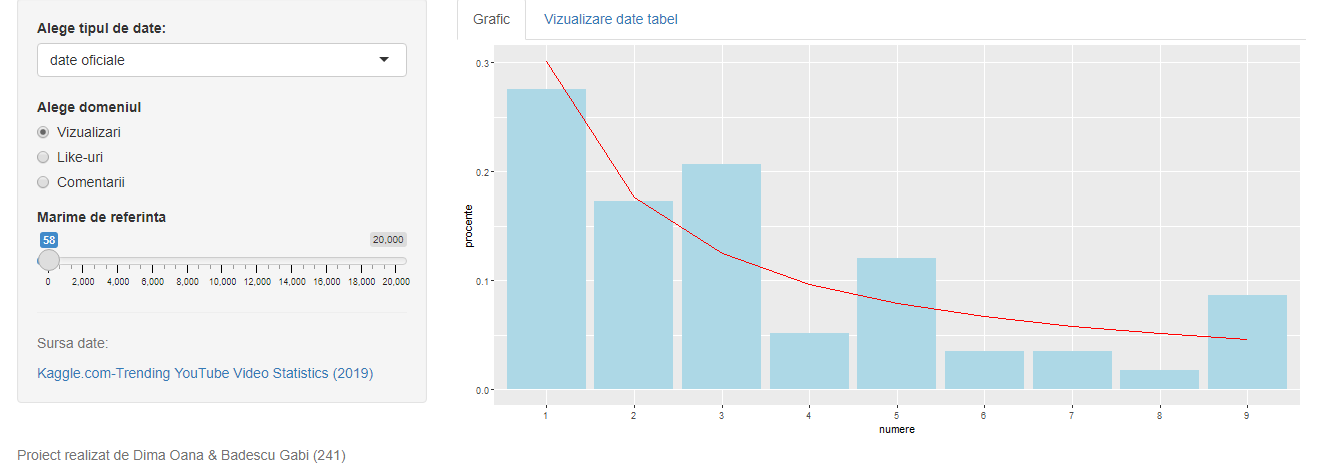 Alege tipul de date:
date oficiale
Alege domeniul
Vizualizari
Like-uri
Comentarii
Marime de referinta
58
20,000
0 2,000 4,000 6,000 8,000 10,000 12,000 14,000 16,000 18,000 20,000
Sursa date:
Kaggle.com-Trending YouTube Video Statistics (2019)
Proiect realizat de Dima Oana & Badescu Gabi (241)
Grafic Vizualizare date tabel
procente
0.3
0.2
0.1
0.0
1 2 3 4 5 6 7 8 9
numere